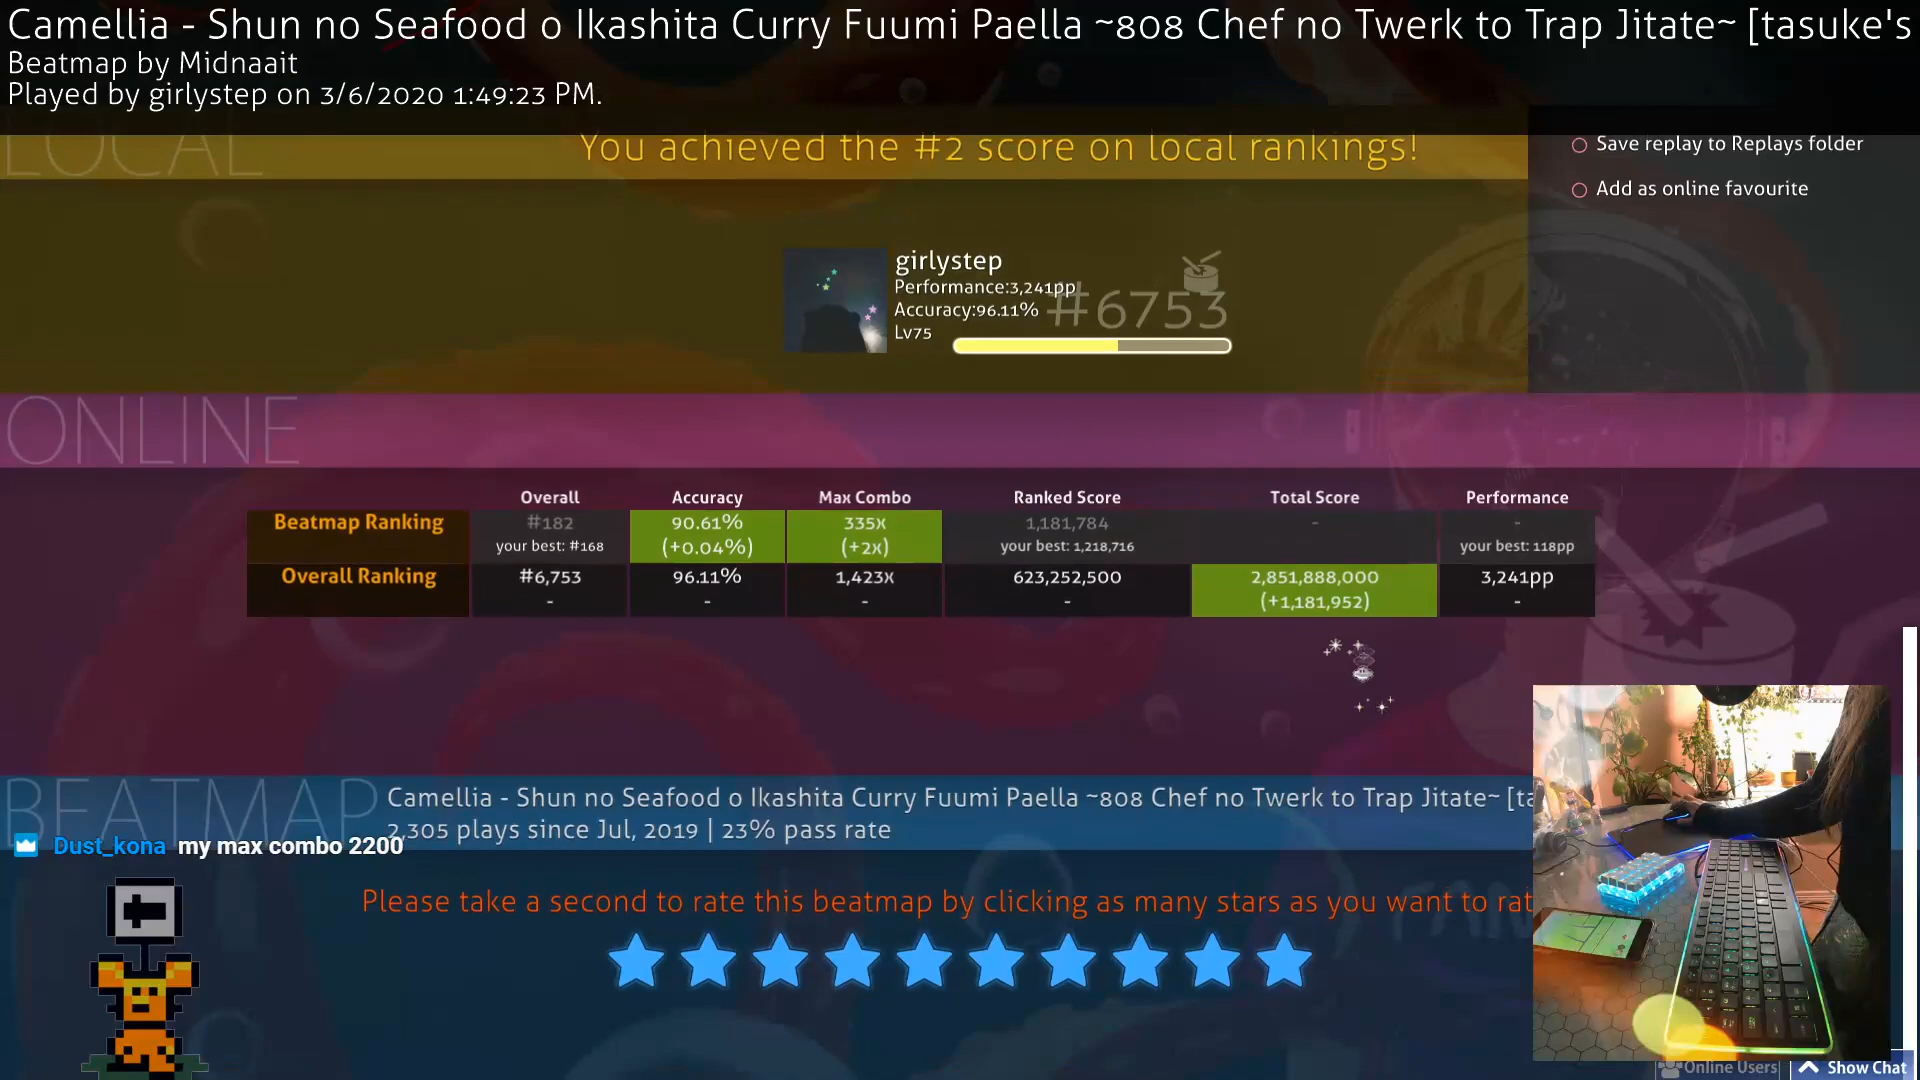 Camellia - Shun no Seafood o Ikashita Curry Fuumi Paella ~808 Chef no Twerk to Trap Jitate~ [tasuke's
Beatmap by Midnaait
Played by girlystep on 3/6/2020 1:49:23 PM.
LOCAL
You achieved the #2 score on local rankings!
Save replay to Replays folder
Add as online favourite
girlystep
Performance:3,241pp
Accuracy:96.11%
#6753
Lv75
ONLINE
Overall Accuracy Max Combo Ranked Score Total Score Performance
Beatmap Ranking #182 90.61% 335x 1,181,784 - -
your best: #168 (+0.04%) (+2x) your best: 1,218,716 your best: 118pp
Overall Ranking #6,753 96.11% 1,423x 623,252,500 2,851,888,000 3,241pp
- - - - (+1,181,952) -
BEATMAP
Camellia - Shun no Seafood o Ikashita Curry Fuumi Paella ~808 Chef no Twerk to Trap Jitate~ [ta
2,305 plays since Jul, 2019 | 23% pass rate
Dust_kona my max combo 2200
Please take a second to rate this beatmap by clicking as many stars as you want to rat
Online Users
Show Chat